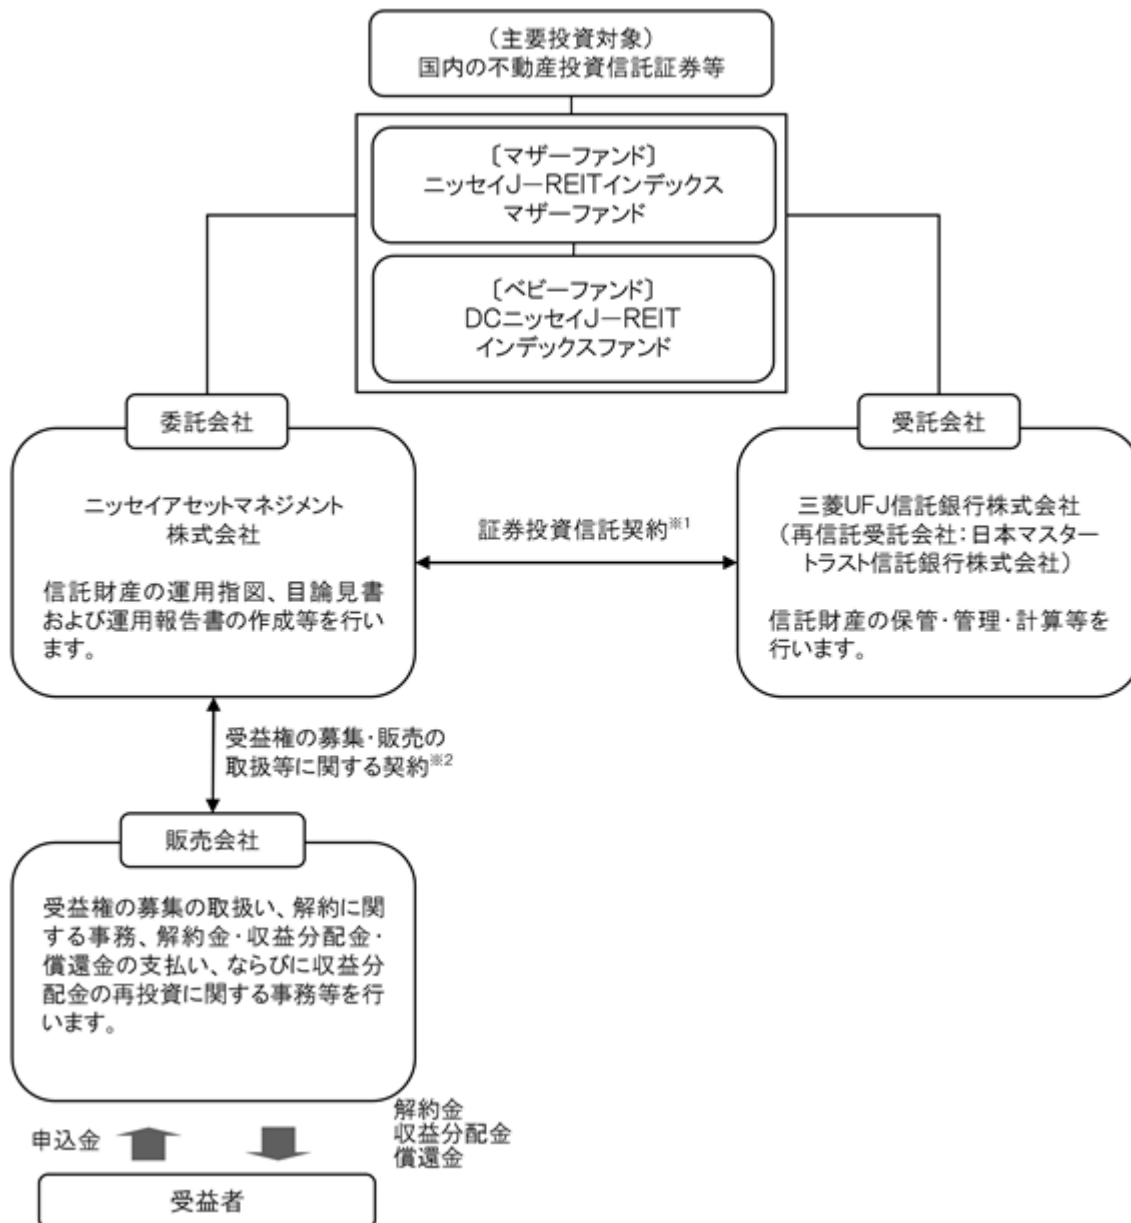 （主要投資対象）
国内の不動産投資信託証券等
〔マザーファンド〕
ニッセイJ－REITインデックス
マザーファンド
〔ベビーファンド〕
DCニッセイJ－REIT
インデックスファンド
委託会社
ニッセイアセットマネジメント
株式会社
信託財産の運用指図、目論見書
および運用報告書の作成等を行い
ます。
証券投資信託契約※1
受託会社
三菱UFJ信託銀行株式会社
（再信託受託会社：日本マスター
トラスト信託銀行株式会社）
信託財産の保管・管理・計算等を
行います。
受益権の募集・販売の
取扱等に関する契約※2
販売会社
受益権の募集の取扱い、解約に関
する事務、解約金・収益分配金・
償還金の支払い、ならびに収益分
配金の再投資に関する事務等を行
います。
申込金
解約金
収益分配金
償還金
受益者